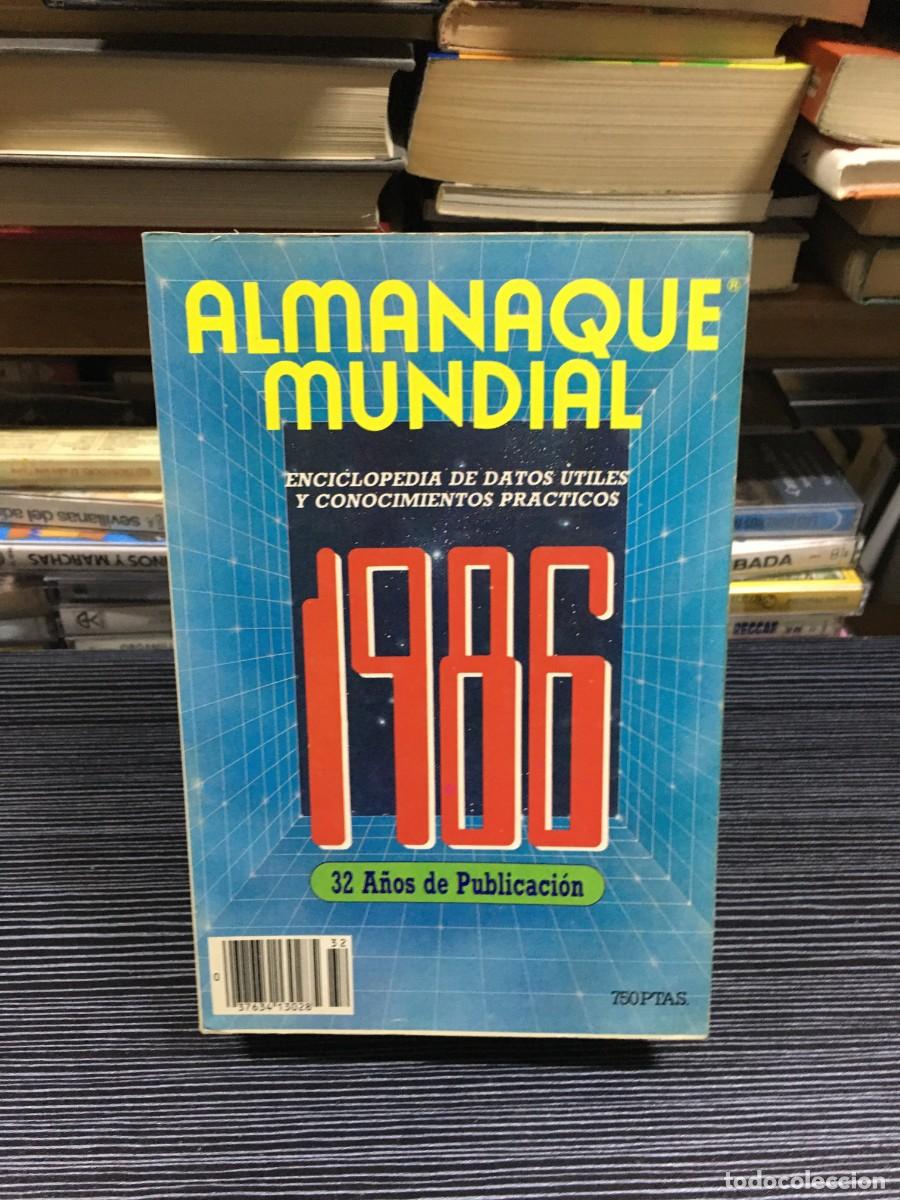 ALMANAQUE®
MUNDIAL
ENCICLOPEDIA DE DATOS UTILES
Y CONOCIMIENTOS PRACTICOS
1986
32 Años de Publicación
32
0
37634 13028
750 PTAS.
sevillanas del
NOS Y MARCHAS
BADA
todocoleccion